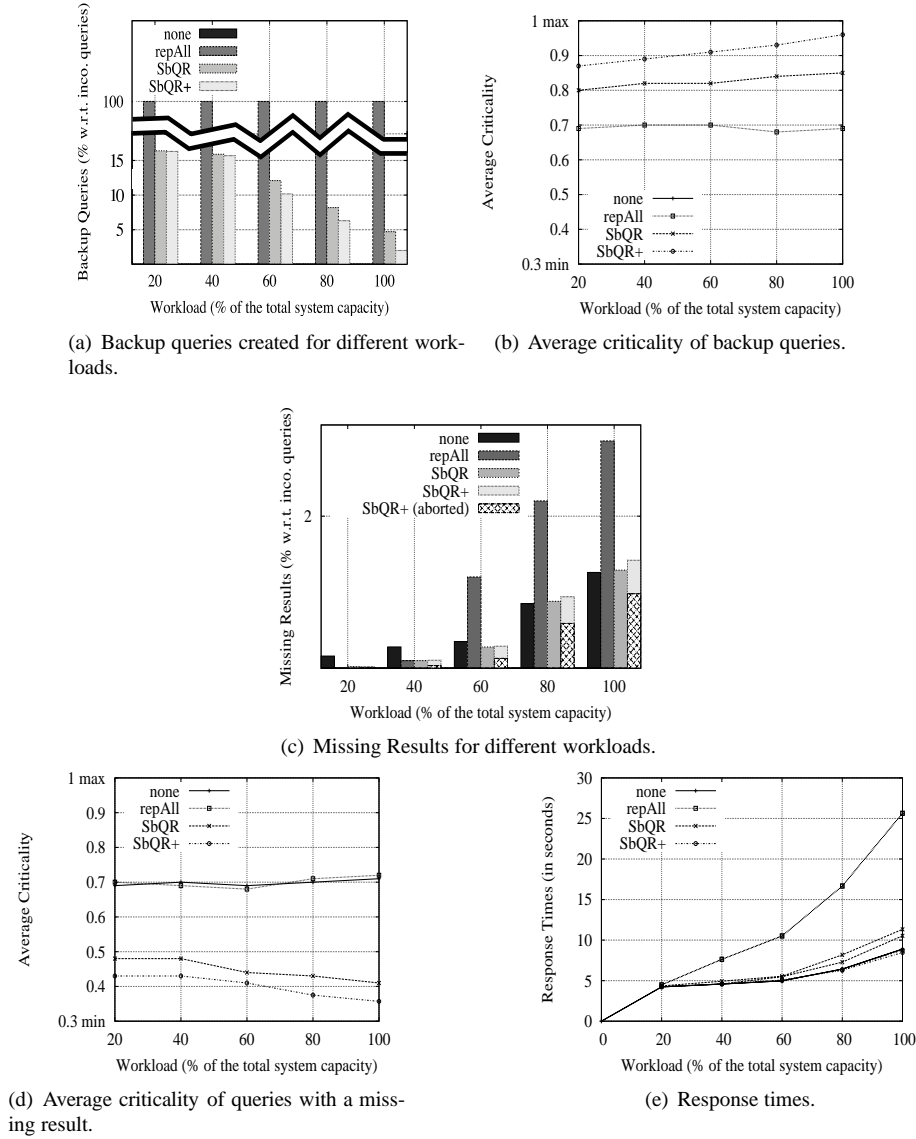 none
repAll
SbQR
SbQR+
Backup Queries (% w.r.t. inco. queries)
100
15
10
5
20 40 60 80 100
Workload (% of the total system capacity)
(a) Backup queries created for different work-
loads.
1 max
0.9
0.8
0.7
0.6
0.5
0.4
0.3 min
Average Criticality
none
repAll
SbQR
SbQR+
20 40 60 80 100
Workload (% of the total system capacity)
(b) Average criticality of backup queries.
Missing Results (% w.r.t. inco. queries)
none
repAll
SbQR
SbQR+
SbQR+ (aborted)
2
20 40 60 80 100
Workload (% of the total system capacity)
(c) Missing Results for different workloads.
1 max
0.9
0.8
0.7
0.6
0.5
0.4
0.3 min
Average Criticality
none
repAll
SbQR
SbQR+
20 40 60 80 100
Workload (% of the total system capacity)
(d) Average criticality of queries with a miss-
ing result.
30
25
20
15
10
5
0
Response Times (in seconds)
none
repAll
SbQR
SbQR+
0 20 40 60 80 100
Workload (% of the total system capacity)
(e) Response times.